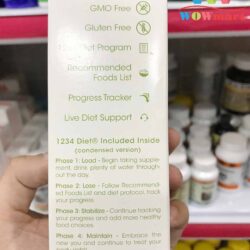 WOWmart
GMO Free
Gluten Free
1234 Diet Program
Recommended
Foods List
Progress Tracker
Live Diet Support
1234 Diet® Included Inside
(condensed version)
Phase 1: Load - Begin taking supple-
ment, drink plenty of water through-
out the day.
Phase 2: Lose - Follow Recommend-
ed Foods List and diet protocol, track
your progress.
Phase 3: Stabilize - Continue tracking
your progress and add more healthy
food choices.
Phase 4: Maintain - Embrace the
new you and continue to treat your